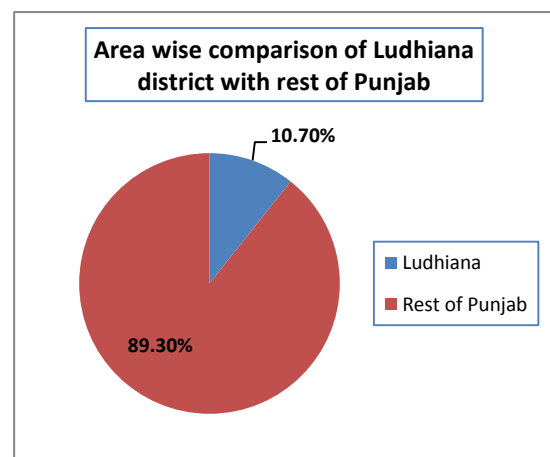 Area wise comparison of Ludhiana
district with rest of Punjab
10.70%
Ludhiana
Rest of Punjab
89.30%